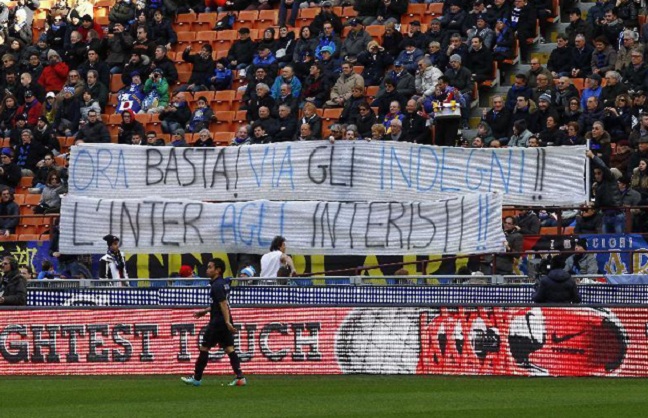 ORA BASTA! VIA GLI INDEGNI!!
L'INTER AGLI INTERISTI!!
GHTEST TOUCH